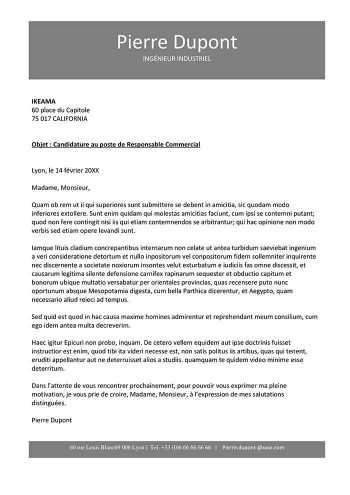 Pierre Dupont
INGÉNIEUR INDUSTRIEL
IKEAMA
60 place du Capitole
75 017 CALIFORNIA
Objet : Candidature au poste de Responsable Commercial
Lyon, le 14 février 20XX
Madame, Monsieur,
Quam ob rem ut ii qui superiores sunt submittere se debent in amicitia, sic quodam modo
inferiores extollere. Sunt enim quidam qui molestas amicitias faciunt, cum ipsi se contemni putant;
quod non fere contingit nisi iis qui etiam contemnendos se arbitrantur; qui hac opinione non modo
verbis sed etiam opere levandi sunt.
Iamque lituis cladium concrepantibus internarum non celate ut antea turbidum saeviebat ingenium
a veri consideratione detortum et nullo inpositorum vel conpositorum fidem sollemniter inquirente
nec discernente a societate noxiorum insontes velut exturbatum e iudiciis fas omne discessit, et
causarum legitima silente defensione carnifex rapinarum sequester et obductio capitum et
bonorum ubique multatio versabatur per orientales provincias, quas recensere puto nunc
oportunum absque Mesopotamia digesta, cum bella Parthica dicerentur, et Aegypto, quam
necessario aliud reieci ad tempus.
Sed quid est quod in hac causa maxime homines admirentur et reprehendant meum consilium, cum
ego idem antea multa decreverim.
Haec igitur Epicuri non probo, inquam. De cetero vellem equidem aut ipse doctrinis fuisset
instructior est enim, quod tibi ita videri necesse est, non satis politus iis artibus, quas qui tenent,
eruditi appellantur aut ne deterruisset alios a studiis. quamquam te quidem video minime esse
deterritum.
Dans l'attente de vous rencontrer prochainement, pour pouvoir vous exprimer ma pleine
motivation, je vous prie de croire, Madame, Monsieur, à l'expression de mes salutations
distinguées.
Pierre Dupont
60 rue Louis Blanc69 006 Lyon | Tel: +33 (0)6 66 66 66 66 | Pierre.dupont @xxx.com